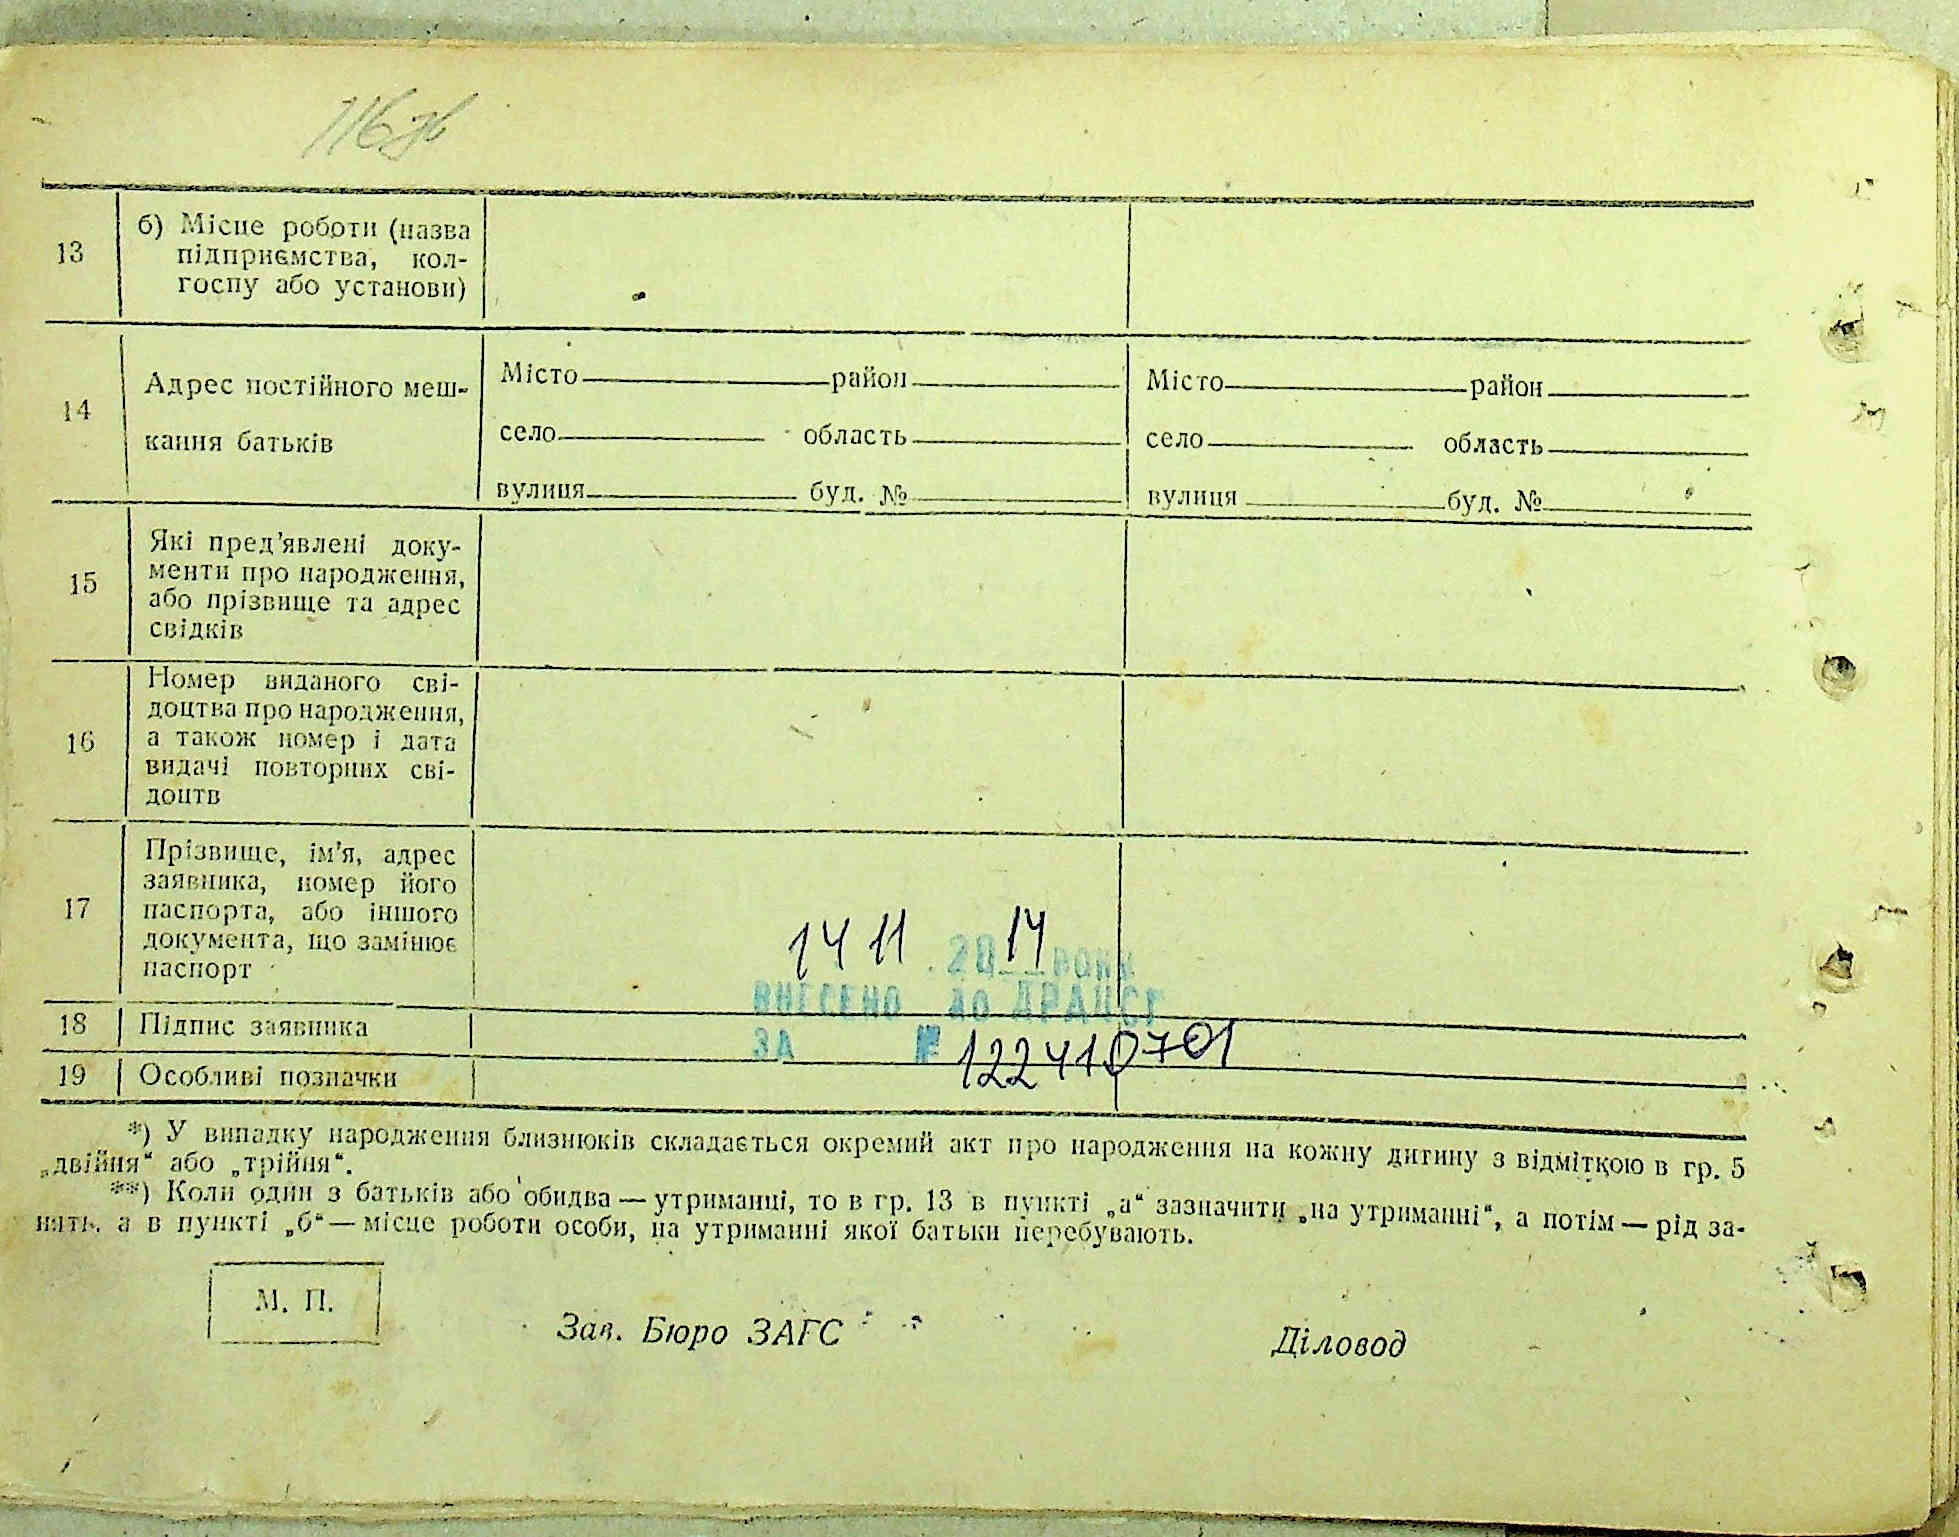 116 зв
13
б) Місце роботи (назва
підприємства, кол-
госпу або установи)
14
Адрес постійного меш-
кання батьків
Місто район
село область
вулиця буд. №
Місто район
село область
вулиця буд. №
15
Які пред’явлені доку-
менти про народження,
або прізвище та адрес
свідків
16
Номер виданого сві-
доцтва про народження,
а також номер і дата
видачі повторних сві-
доцтв
17
Прізвище, ім’я, адрес
заявника, номер його
паспорта, або іншого
документа, що замінює
паспорт
14 11 2014 року
ВНЕСЕНО до ДРАЦСГ
18 Підпис заявника
ЗА № 122410701
19 Особливі позначки
*) У випадку народження близнюків складається окремий акт про народження на кожну дитину з відміткою в гр. 5
„двійня“ або „трійня“.
**) Коли один з батьків або обидва — утриманці, то в гр. 13 в пункті „а“ зазначити „на утриманні“, а потім — рід за-
нять, а в пункті „б“ — місце роботи особи, на утриманні якої батьки перебувають.
М. П.
Зав. Бюро ЗАГС
Діловод